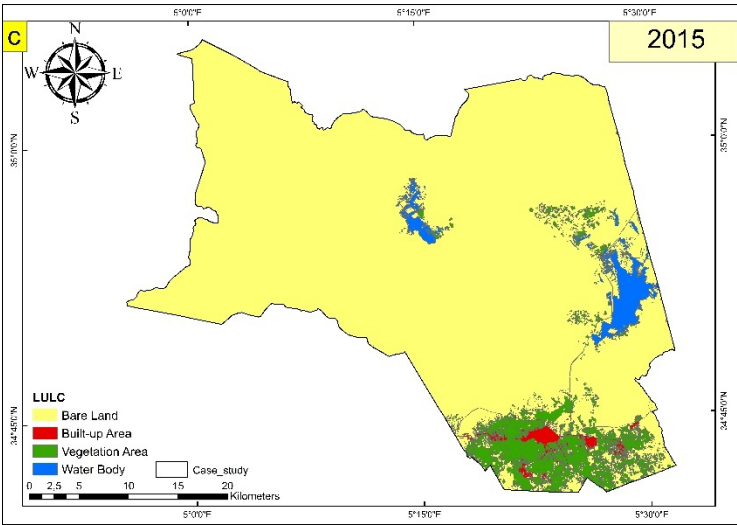 C
5°0'0"E 5°15'0"E 5°30'0"E
2015
N
W E
S
35°0'0"N
35°0'0"N
34°45'0"N
34°45'0"N
LULC
Bare Land
Built-up Area
Vegetation Area
Water Body
Case_study
0 2,5 5 10 15 20
Kilometers
5°0'0"E 5°15'0"E 5°30'0"E